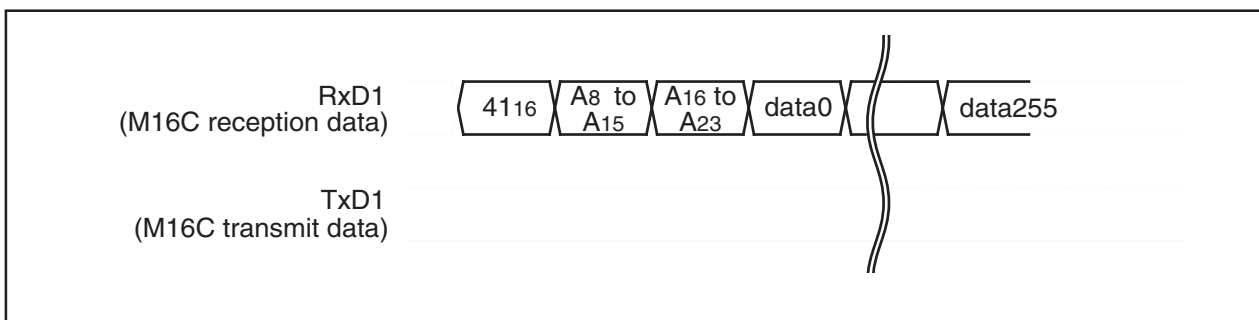 RxD1
(M16C reception data)
4116
A8 to
A15
A16 to
A23
data0
data255
TxD1
(M16C transmit data)